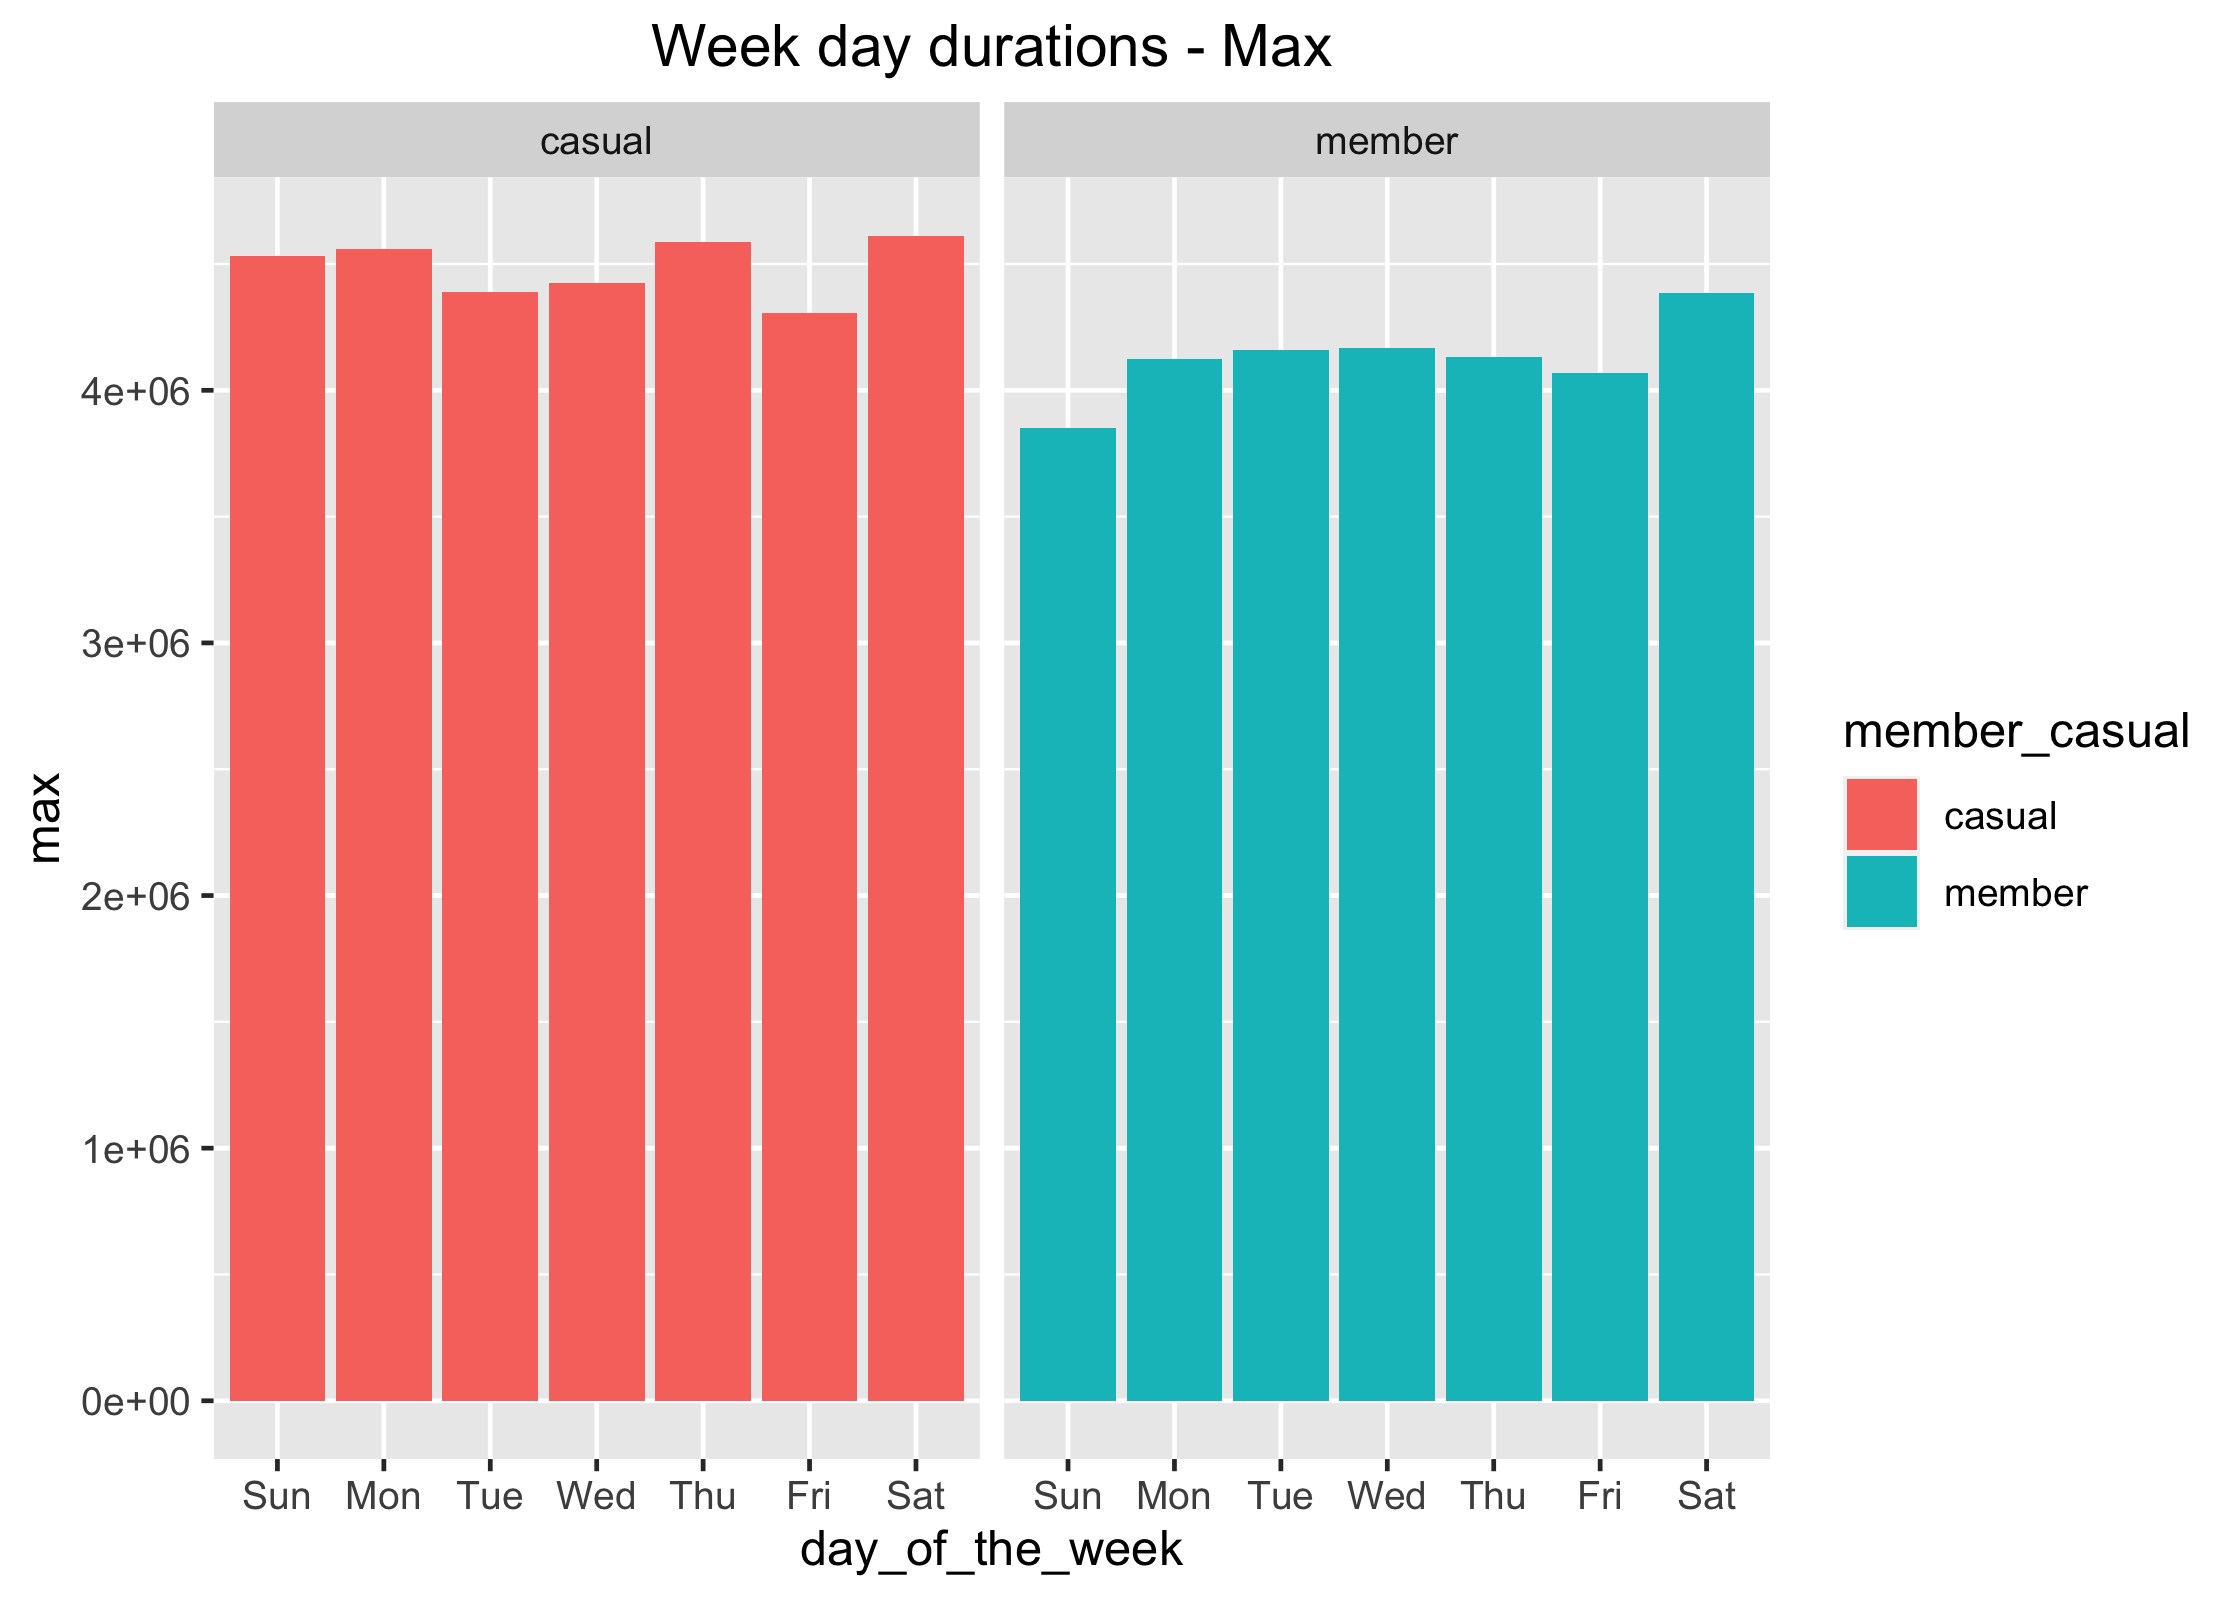 Week day durations - Max
casual
member
4e+06
3e+06
2e+06
1e+06
0e+00
max
Sun Mon Tue Wed Thu Fri Sat
Sun Mon Tue Wed Thu Fri Sat
day_of_the_week
member_casual
casual
member